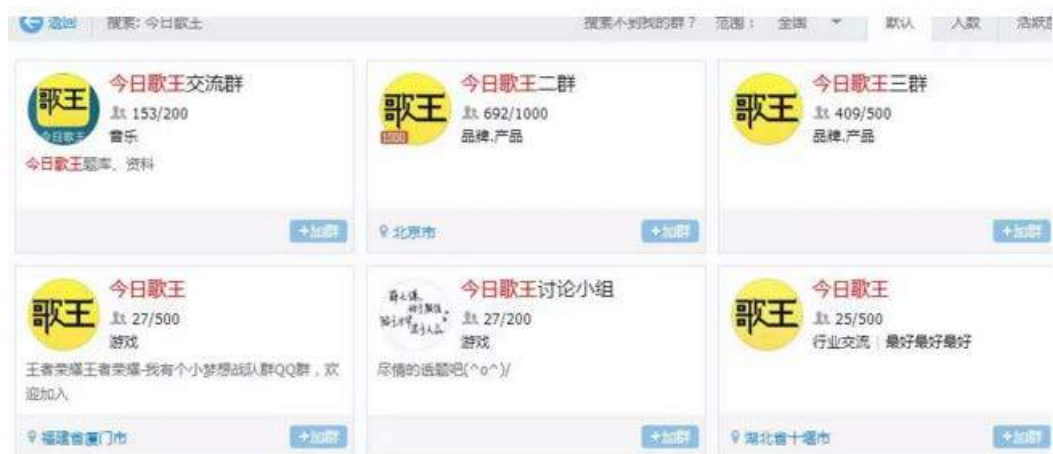 返回 搜索: 今日歌王 搜索不到我的群？ 范围： 全国 默认 人数 活跃
今日歌王交流群
153/200
音乐
今日歌王题库、资料
+加群
歌王
今日歌王
今日歌王二群
692/1000
品牌.产品
北京市
+加群
歌王
1000
今日歌王三群
409/500
品牌.产品
+加群
歌王
今日歌王
27/500
游戏
王者荣耀王者荣耀-我有个小梦想战队群QQ群，欢
迎加入
福建省厦门市
+加群
歌王
今日歌王讨论小组
27/200
游戏
尽情的话题吧(^o^)/
+加群
今日歌王
25/500
行业交流 | 最好最好最好
湖北省十堰市
+加群
歌王